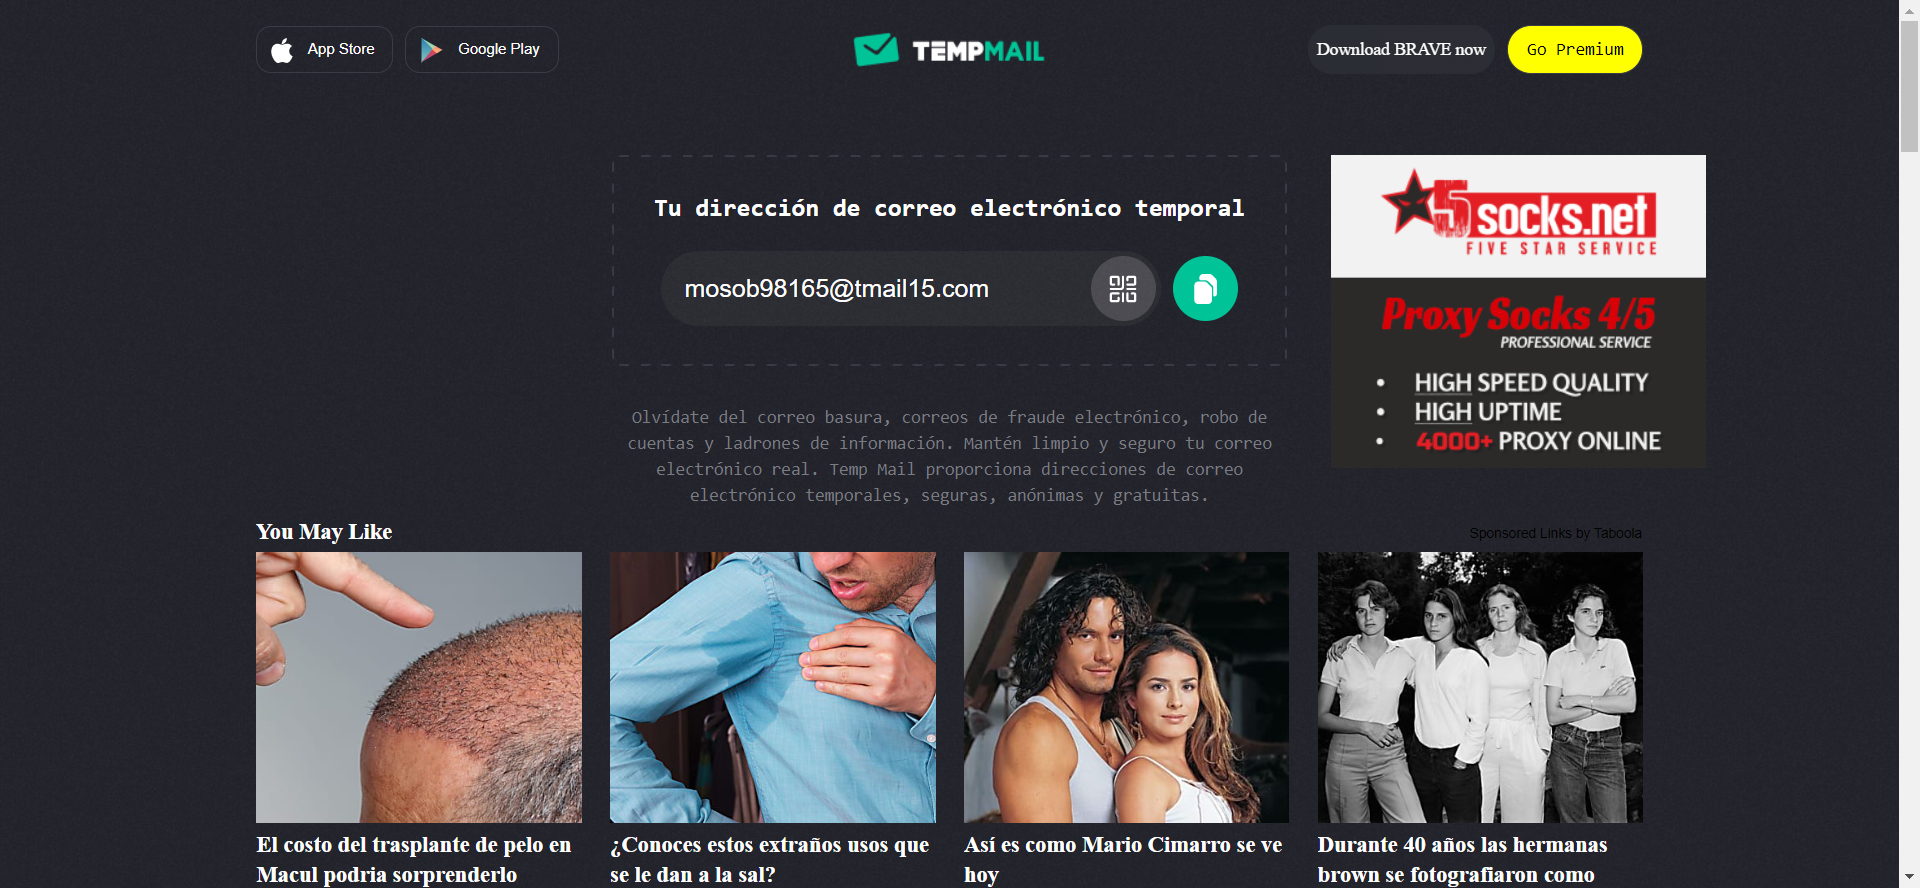 App Store
Google Play
TEMPMAIL
Download BRAVE now
Go Premium
Tu dirección de correo electrónico temporal
mosob98165@tmail15.com
5socks.net
FIVE STAR SERVICE
Proxy Socks 4/5
PROFESSIONAL SERVICE
• HIGH SPEED QUALITY
• HIGH UPTIME
• 4000+ PROXY ONLINE
Olvídate del correo basura, correos de fraude electrónico, robo de
cuentas y ladrones de información. Mantén limpio y seguro tu correo
electrónico real. Temp Mail proporciona direcciones de correo
electrónico temporales, seguras, anónimas y gratuitas.
You May Like
Sponsored Links by Taboola
El costo del trasplante de pelo en
Macul podria sorprenderlo
¿Conoces estos extraños usos que
se le dan a la sal?
Así es como Mario Cimarro se ve
hoy
Durante 40 años las hermanas
brown se fotografiaron como